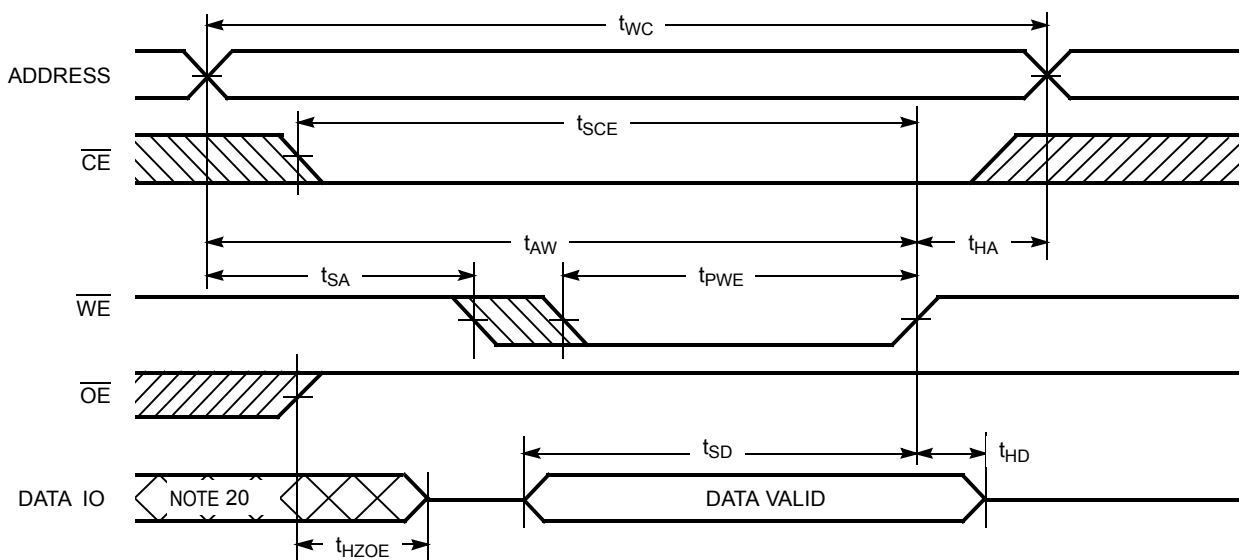 tWC
ADDRESS
tSCE
CE
tAW
tHA
tSA
tPWE
WE
OE
tSD
tHD
DATA IO
NOTE 20
DATA VALID
tHZOE